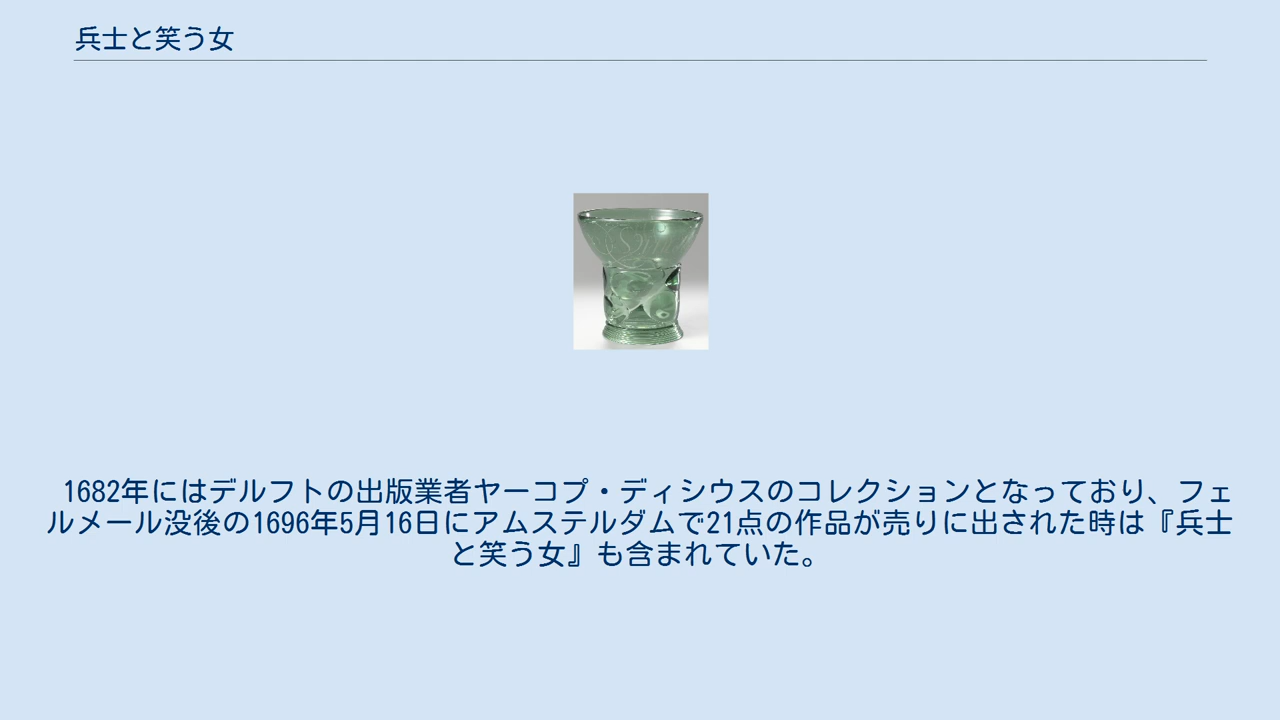 兵士と笑う女
1682年にはデルフトの出版業者ヤーコプ・ディシウスのコレクションとなっており、フェ
ルメール没後の1696年5月16日にアムステルダムで21点の作品が売りに出された時は『兵士
と笑う女』も含まれていた。